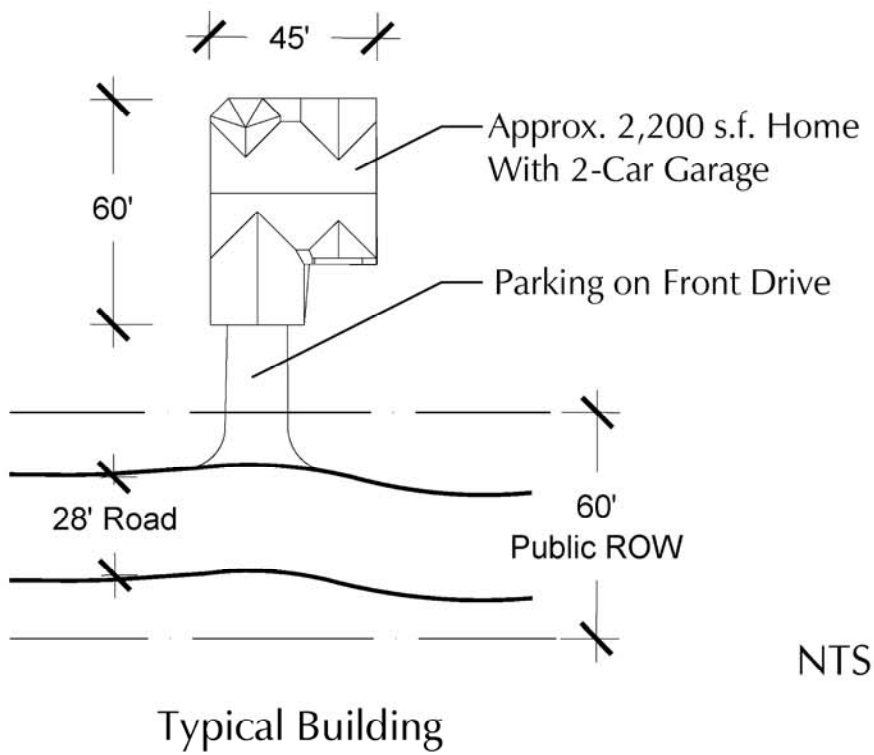 45'
Approx. 2,200 s.f. Home
With 2-Car Garage
60'
Parking on Front Drive
28' Road
60'
Public ROW
NTS
Typical Building